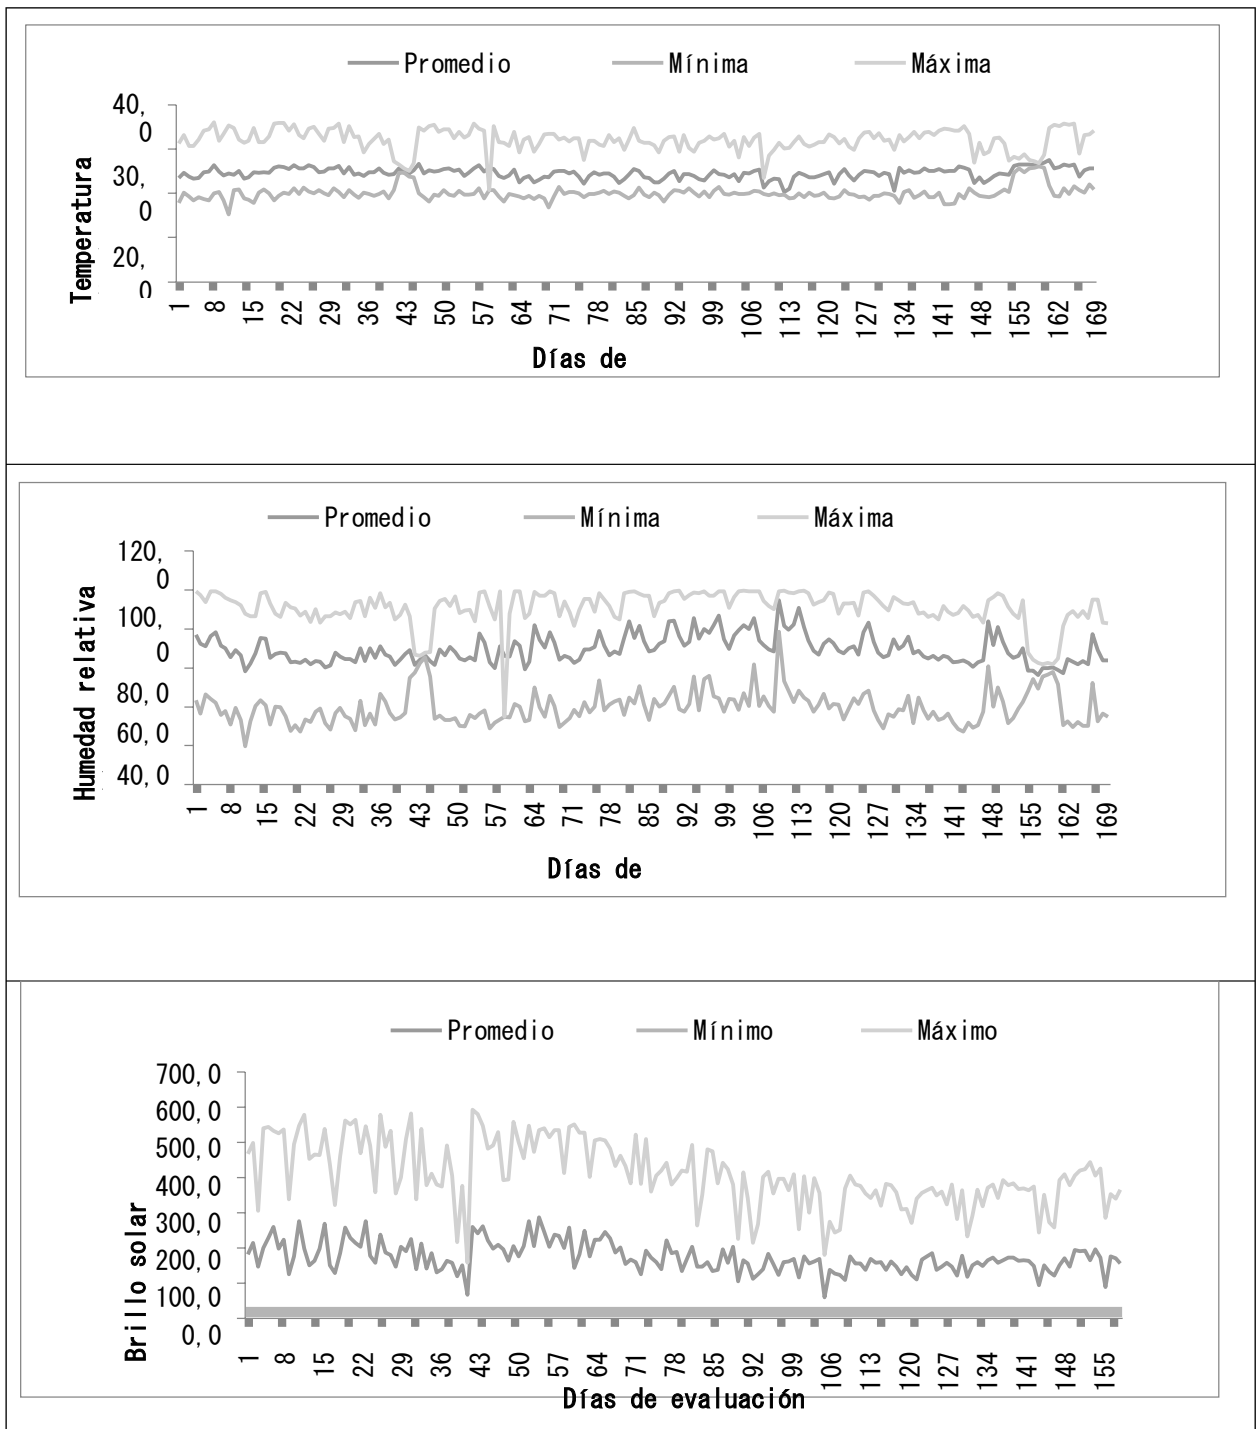 Promedio Mínima Máxima
40,
0
30,
0
20,
0
Temperatura
1 8 15 22 29 36 43 50 57 64 71 78 85 92 99 106 113 120 127 134 141 148 155 162 169
Días de
Promedio Mínima Máxima
120,
0
100,
0
80,0
60,0
40,0
Humedad relativa
1 8 15 22 29 36 43 50 57 64 71 78 85 92 99 106 113 120 127 134 141 148 155 162 169
Días de
Promedio Mínimo Máximo
700,0
600,0
500,0
400,0
300,0
200,0
100,0
0,0
Brillo solar
1 8 15 22 29 36 43 50 57 64 71 78 85 92 99 106 113 120 127 134 141 148 155
Días de evaluación